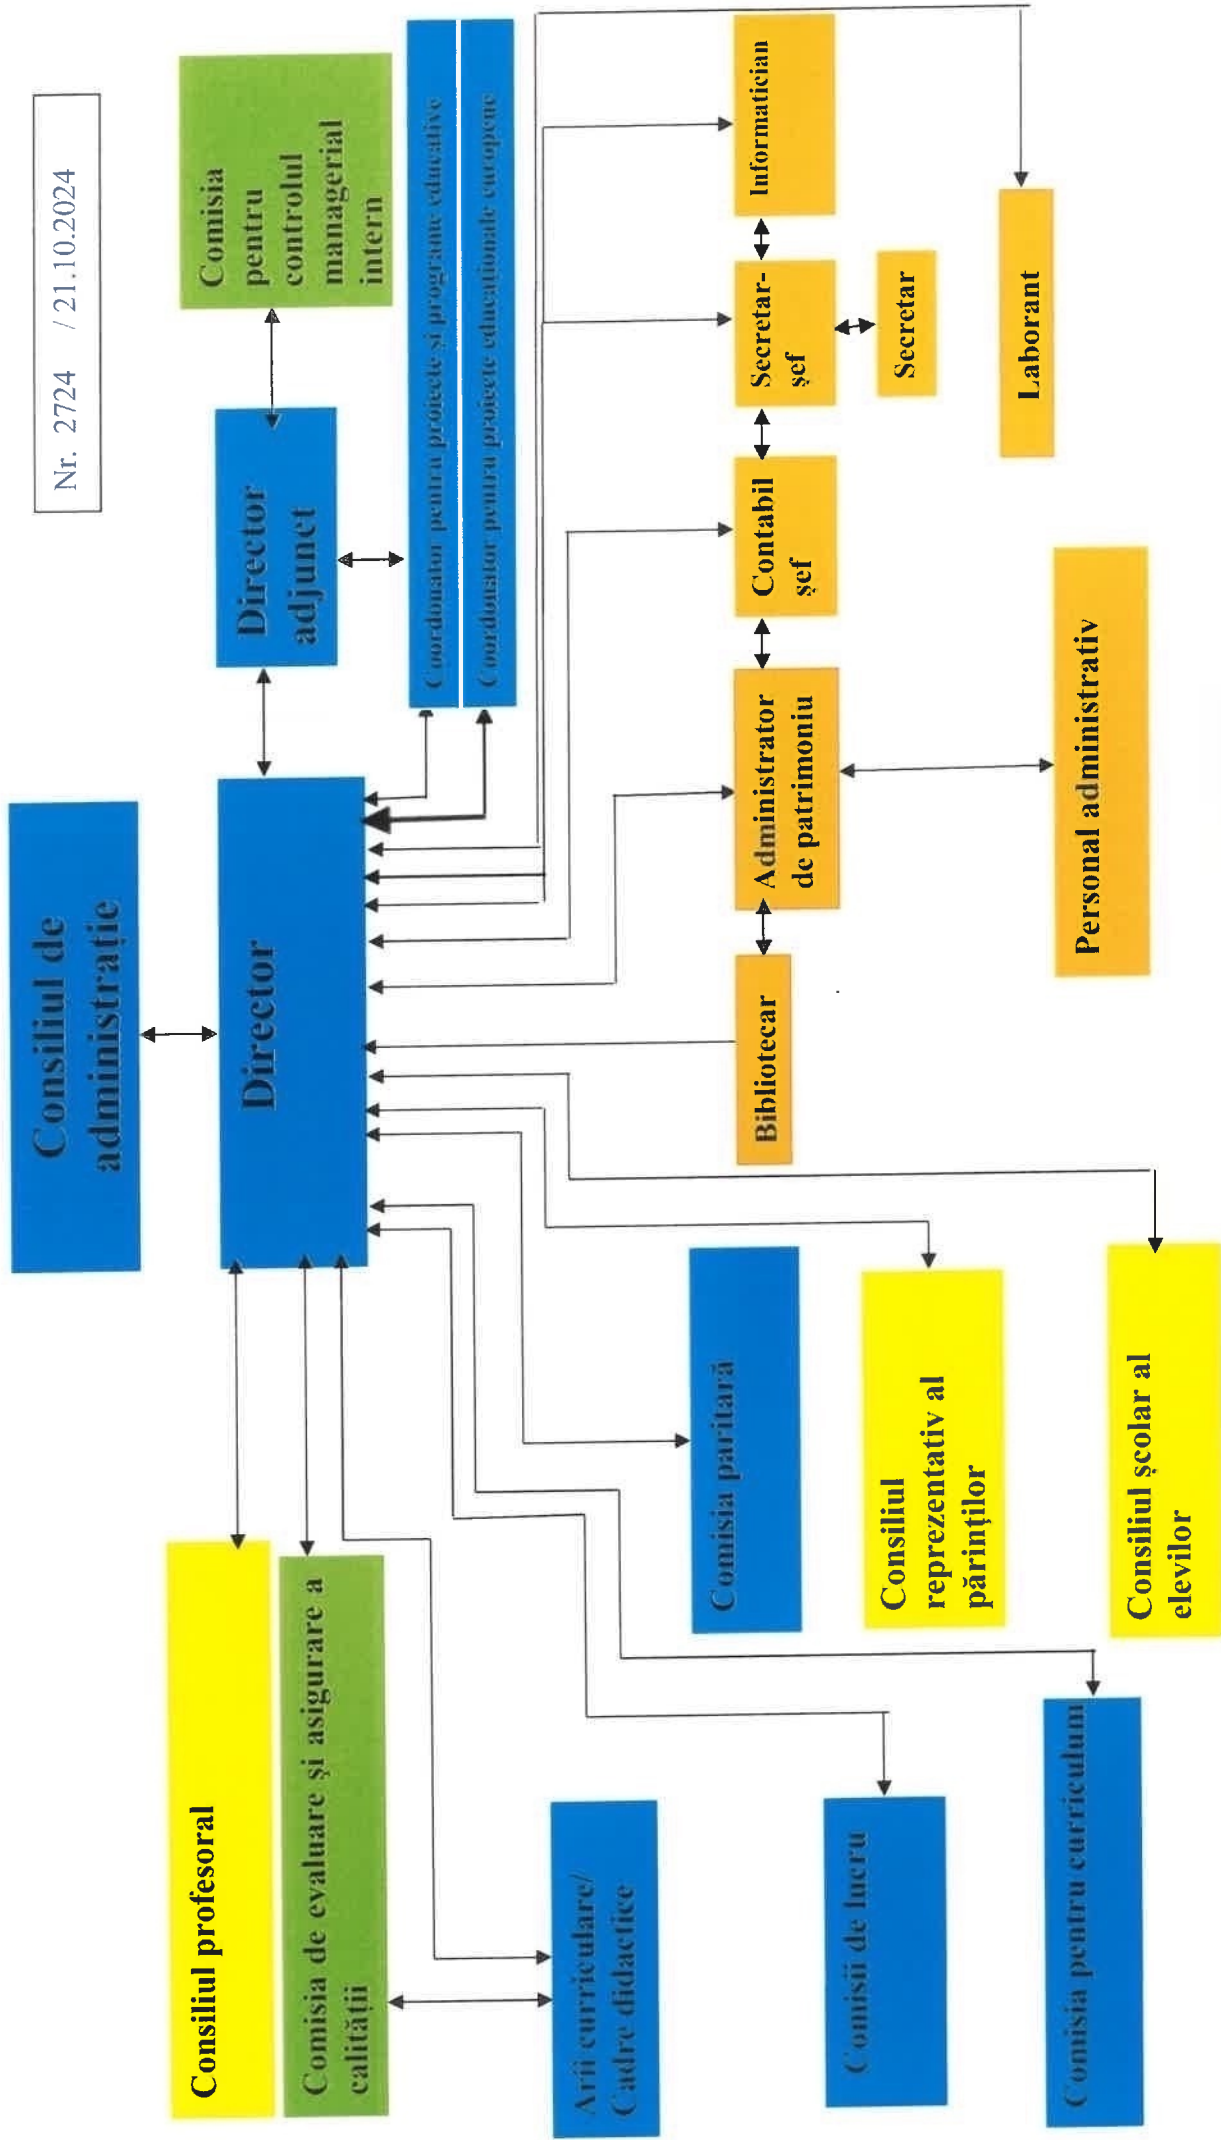 Nr. 2724 / 21.10.2024
Consiliul de
administrație
Director
Director
adjunct
Comisia
pentru
controlul
managerial
intern
Consiliul profesoral
Comisia de evaluare și asigurare a
calității
Coordonator pentru proiecte și programe educative
Coordonator pentru proiecte educaționale europene
Arii curriculare/
Cadre didactice
Comisia paritară
Bibliotecar
Administrator
de patrimoniu
Contabil
șef
Secretar-
șef
Informatician
Secretar
Comisii de lucru
Consiliul
reprezentativ al
părinților
Laborant
Personal administrativ
Comisia pentru curriculum
Consiliul școlar al
elevilor